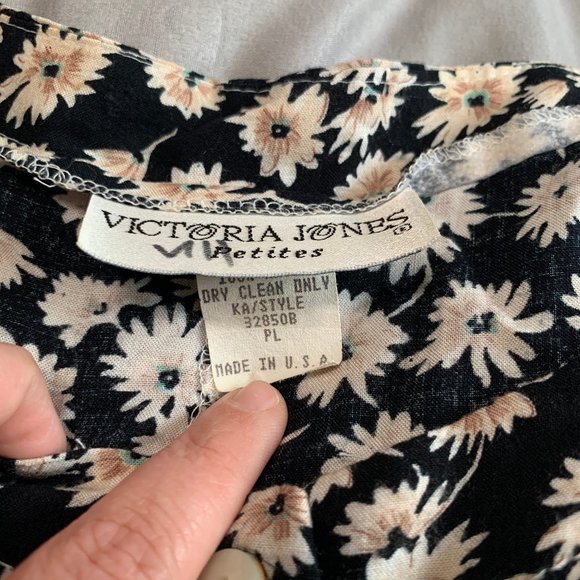 VICTORIA JONES ®
Petites
DRY CLEAN ONLY
KA/STYLE
32850B
PL
MADE IN U.S.A